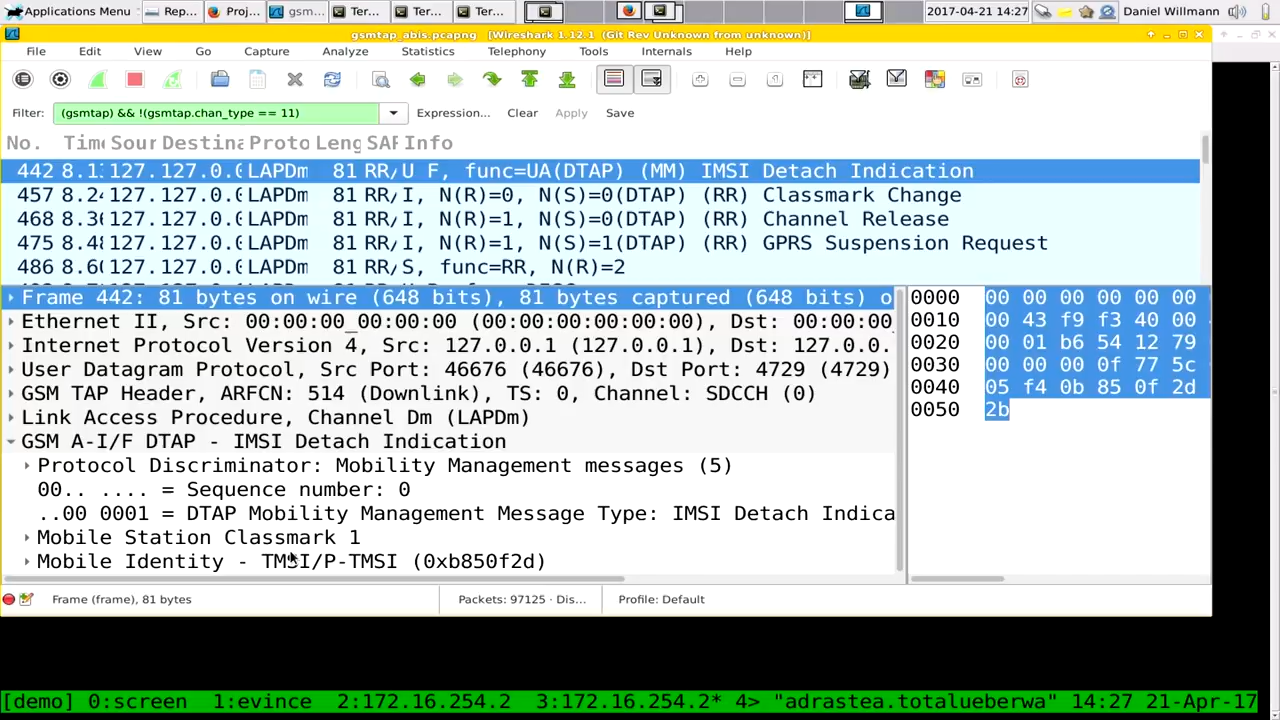 Applications Menu Rep... Proj... gsm... Ter... Ter... Ter... 2017-04-21 14:27 Daniel Willmann
gsmtap_abis.pcapng [Wireshark 1.12.1 (Git Rev Unknown from unknown)]
File Edit View Go Capture Analyze Statistics Telephony Tools Internals Help
Filter: (gsmtap) && !(gsmtap.chan_type == 11) Expression... Clear Apply Save
No. Time Sour Destina Proto Leng SAP Info
442 8.1 127. 127.0.0 LAPDm 81 RR/ U F, func=UA(DTAP) (MM) IMSI Detach Indication
457 8.24 127. 127.0.0 LAPDm 81 RR/ I, N(R)=0, N(S)=0(DTAP) (RR) Classmark Change
468 8.36 127. 127.0.0 LAPDm 81 RR/ I, N(R)=1, N(S)=0(DTAP) (RR) Channel Release
475 8.48 127. 127.0.0 LAPDm 81 RR/ I, N(R)=1, N(S)=1(DTAP) (RR) GPRS Suspension Request
486 8.60 127. 127.0.0 LAPDm 81 RR/ S, func=RR, N(R)=2
Frame 442: 81 bytes on wire (648 bits), 81 bytes captured (648 bits) o
Ethernet II, Src: 00:00:00_00:00:00 (00:00:00:00:00:00), Dst: 00:00:00
Internet Protocol Version 4, Src: 127.0.0.1 (127.0.0.1), Dst: 127.0.0.
User Datagram Protocol, Src Port: 46676 (46676), Dst Port: 4729 (4729)
GSM TAP Header, ARFCN: 514 (Downlink), TS: 0, Channel: SDCCH (0)
Link Access Procedure, Channel Dm (LAPDm)
GSM A-I/F DTAP - IMSI Detach Indication
Protocol Discriminator: Mobility Management messages (5)
00.. .... = Sequence number: 0
..00 0001 = DTAP Mobility Management Message Type: IMSI Detach Indica
Mobile Station Classmark 1
Mobile Identity - TMSI/P-TMSI (0xb850f2d)
0000 00 00 00 00 00 00
0010 00 43 f9 f3 40 00
0020 00 01 b6 54 12 79
0030 00 00 00 0f 77 5c
0040 05 f4 0b 85 0f 2d
0050 2b
Frame (frame), 81 bytes Packets: 97125 · Dis... Profile: Default
[demo] 0:screen 1:evince 2:172.16.254.2 3:172.16.254.2* 4> "adrastea.totalueberwa" 14:27 21-Apr-17